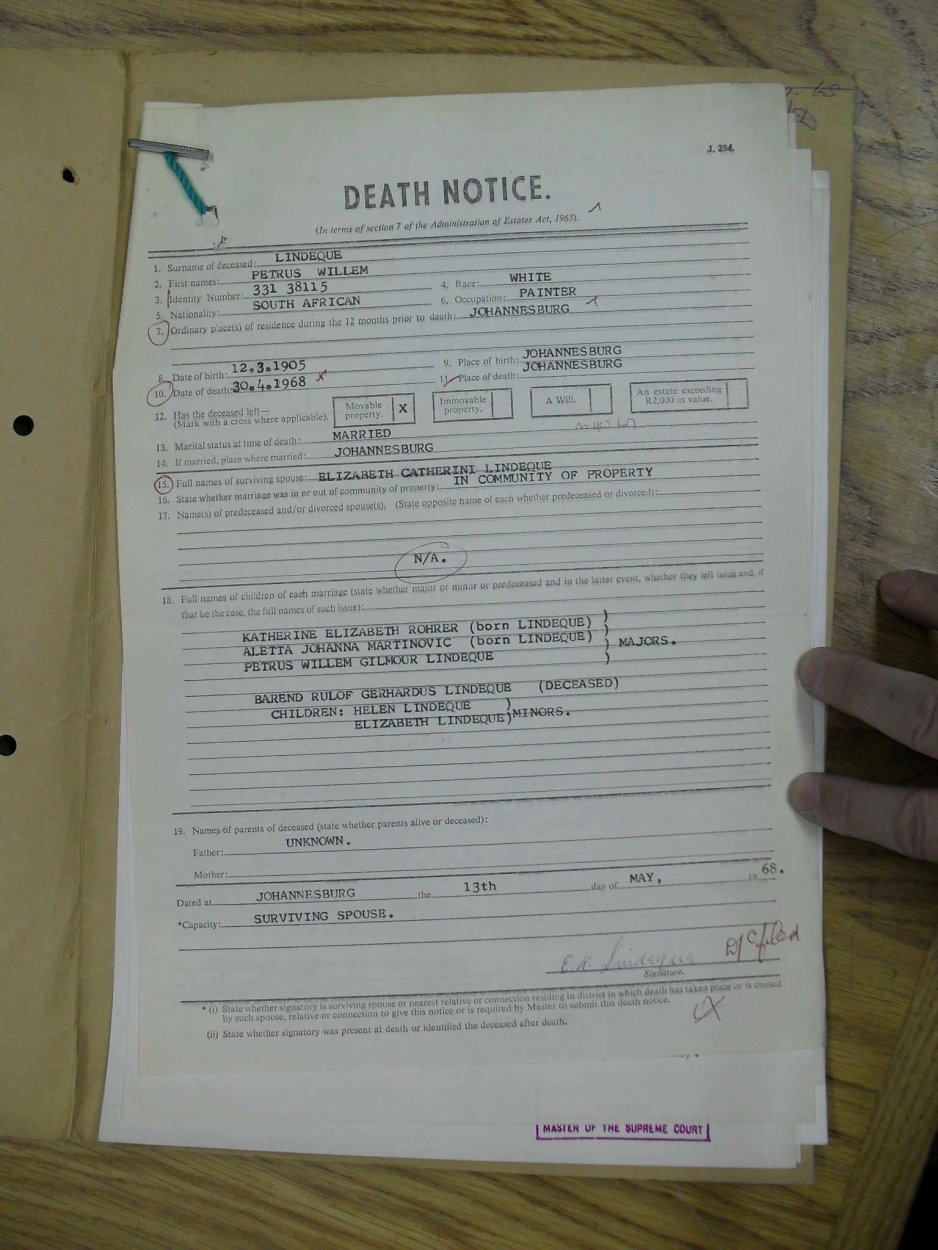 J. 294.
DEATH NOTICE.
(In terms of section 7 of the Administration of Estates Act, 1965).
1. Surname of deceased: LINDEQUE
2. First names: PETRUS WILLEM
3. Identity Number: 331 38115 4. Race: WHITE
5. Nationality: SOUTH AFRICAN 6. Occupation: PAINTER
7. Ordinary place(s) of residence during the 12 months prior to death: JOHANNESBURG
8. Date of birth: 12.3.1905 9. Place of birth: JOHANNESBURG
10. Date of death: 30.4.1968 11. Place of death: JOHANNESBURG
12. Has the deceased left—
(Mark with a cross where applicable). Movable property. X Immovable property. A Will. An estate exceeding R2,000 in value.
13. Marital status at time of death: MARRIED
14. If married, place where married: JOHANNESBURG
15. Full names of surviving spouse: ELIZABETH CATHERINI LINDEQUE
16. State whether marriage was in or out of community of property: IN COMMUNITY OF PROPERTY
17. Name(s) of predeceased and/or divorced spouse(s). (State opposite name of each whether predeceased or divorced):
N/A.
18. Full names of children of each marriage (state whether major or minor or predeceased and in the latter event, whether they left issue and, if
that be the case, the full names of such issue):
KATHERINE ELIZABETH ROHRER (born LINDEQUE) )
ALETTA JOHANNA MARTINOVIC (born LINDEQUE) ) MAJORS.
PETRUS WILLEM GILMOUR LINDEQUE )
BAREND RULOF GERHARDUS LINDEQUE (DECEASED)
CHILDREN: HELEN LINDEQUE )
ELIZABETH LINDEQUE)MINORS.
19. Names of parents of deceased (state whether parents alive or deceased):
Father: UNKNOWN.
Mother:
Dated at JOHANNESBURG the 13th day of MAY, 1968.
*Capacity: SURVIVING SPOUSE.
E.K. Lindeque D/C filed
Signature.
* (i) State whether signatory is surviving spouse or nearest relative or connection residing in district in which death has taken place or is caused
by such spouse, relative or connection to give this notice or is required by Master to submit this death notice.
(ii) State whether signatory was present at death or identified the deceased after death.
MASTER OF THE SUPREME COURT